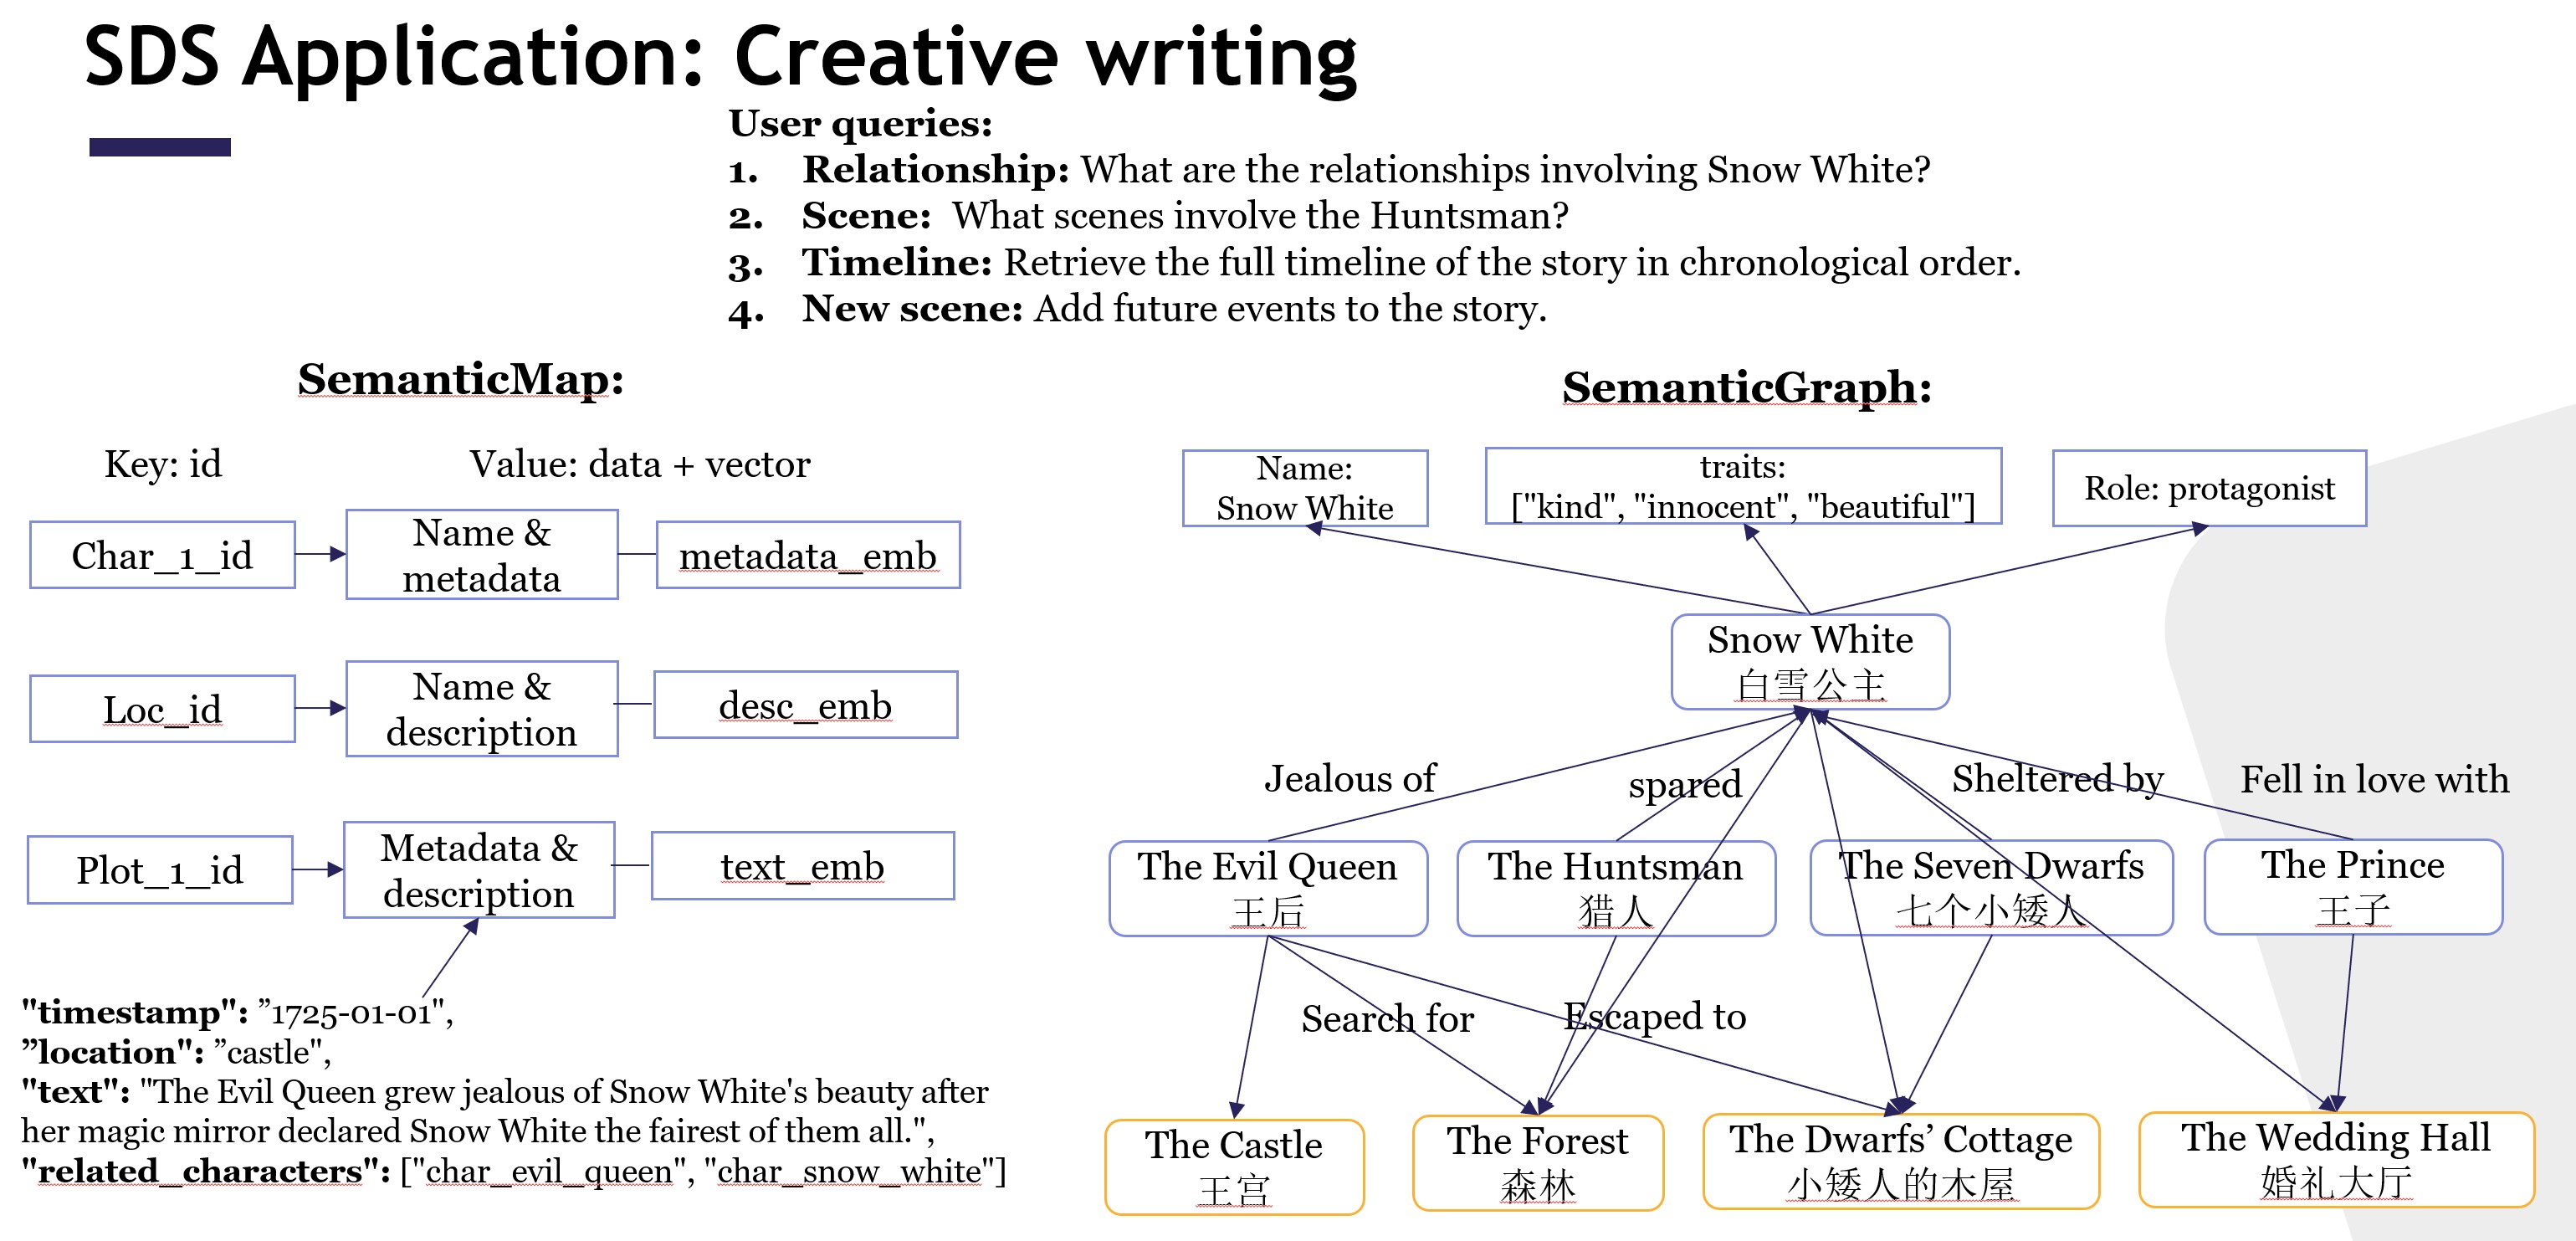 SDS Application: Creative writing
User queries:
1. Relationship: What are the relationships involving Snow White?
2. Scene: What scenes involve the Huntsman?
3. Timeline: Retrieve the full timeline of the story in chronological order.
4. New scene: Add future events to the story.
SemanticMap:
Key: id
Value: data + vector
Char_1_id
Name &
metadata
metadata_emb
Loc_id
Name &
description
desc_emb
Plot_1_id
Metadata &
description
text_emb
"timestamp": ”1725-01-01",
”location": ”castle",
"text": "The Evil Queen grew jealous of Snow White's beauty after
her magic mirror declared Snow White the fairest of them all.",
"related_characters": ["char_evil_queen", "char_snow_white"]
SemanticGraph:
Name:
Snow White
traits:
["kind", "innocent", "beautiful"]
Role: protagonist
Snow White
白雪公主
Jealous of
spared
Sheltered by
Fell in love with
The Evil Queen
王后
The Huntsman
猎人
The Seven Dwarfs
七个小矮人
The Prince
王子
Search for
Escaped to
The Castle
王宫
The Forest
森林
The Dwarfs’ Cottage
小矮人的木屋
The Wedding Hall
婚礼大厅